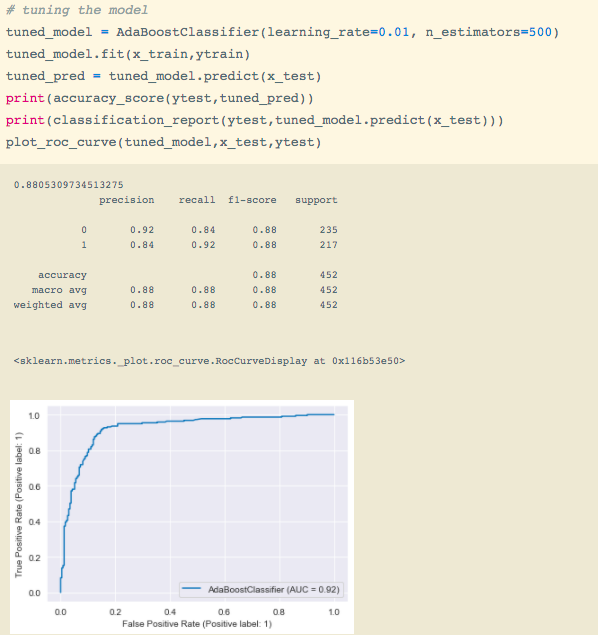 # tuning the model
tuned_model = AdaBoostClassifier(learning_rate=0.01, n_estimators=500)
tuned_model.fit(x_train,ytrain)
tuned_pred = tuned_model.predict(x_test)
print(accuracy_score(ytest,tuned_pred))
print(classification_report(ytest,tuned_model.predict(x_test)))
plot_roc_curve(tuned_model,x_test,ytest)
0.8805309734513275
precision recall f1-score support
0 0.92 0.84 0.88 235
1 0.84 0.92 0.88 217
accuracy 0.88 452
macro avg 0.88 0.88 0.88 452
weighted avg 0.88 0.88 0.88 452
<sklearn.metrics._plot.roc_curve.RocCurveDisplay at 0x116b53e50>
True Positive Rate (Positive label: 1)
1.0
0.8
0.6
0.4
0.2
0.0
AdaBoostClassifier (AUC = 0.92)
0.0 0.2 0.4 0.6 0.8 1.0
False Positive Rate (Positive label: 1)